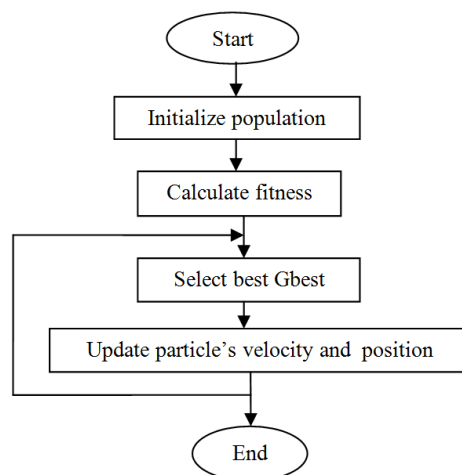 Start
Initialize population
Calculate fitness
Select best Gbest
Update particle’s velocity and position
End